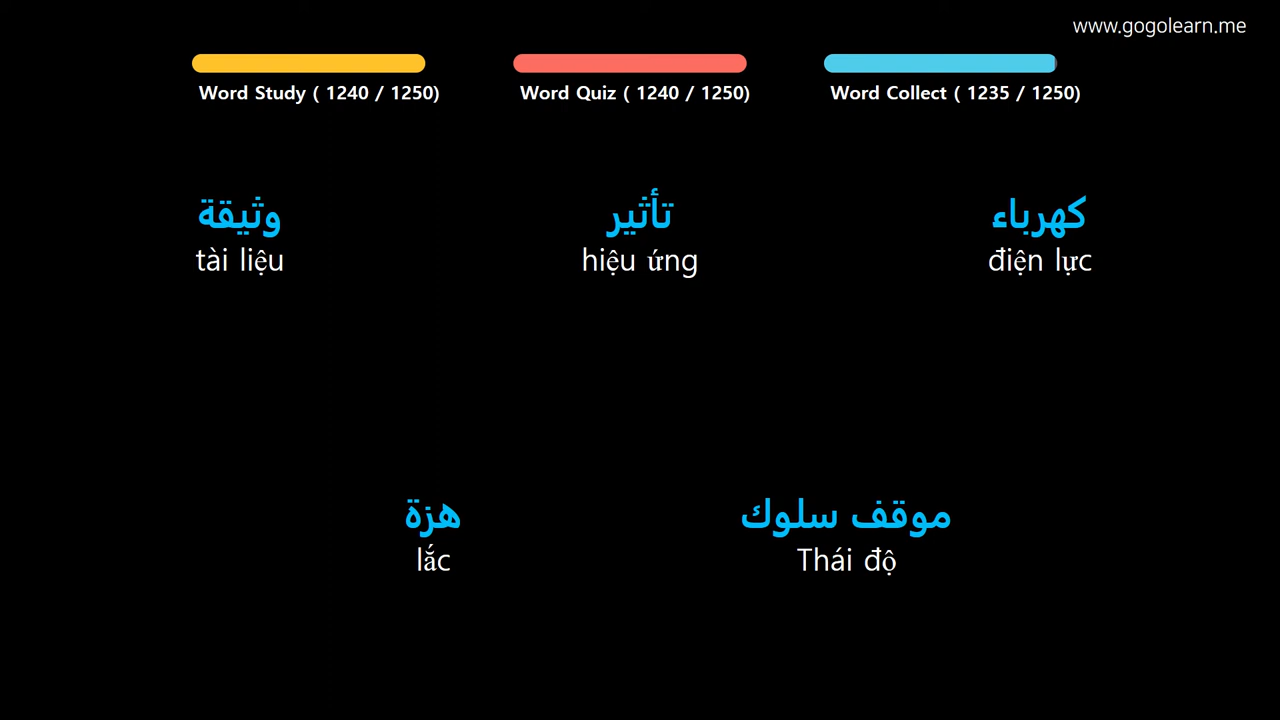 www.gogolearn.me
Word Study ( 1240 / 1250)
Word Quiz ( 1240 / 1250)
Word Collect ( 1235 / 1250)
وثيقة
tài liệu
تأثير
hiệu ứng
كهرباء
điện lực
هزة
lắc
موقف سلوك
Thái độ